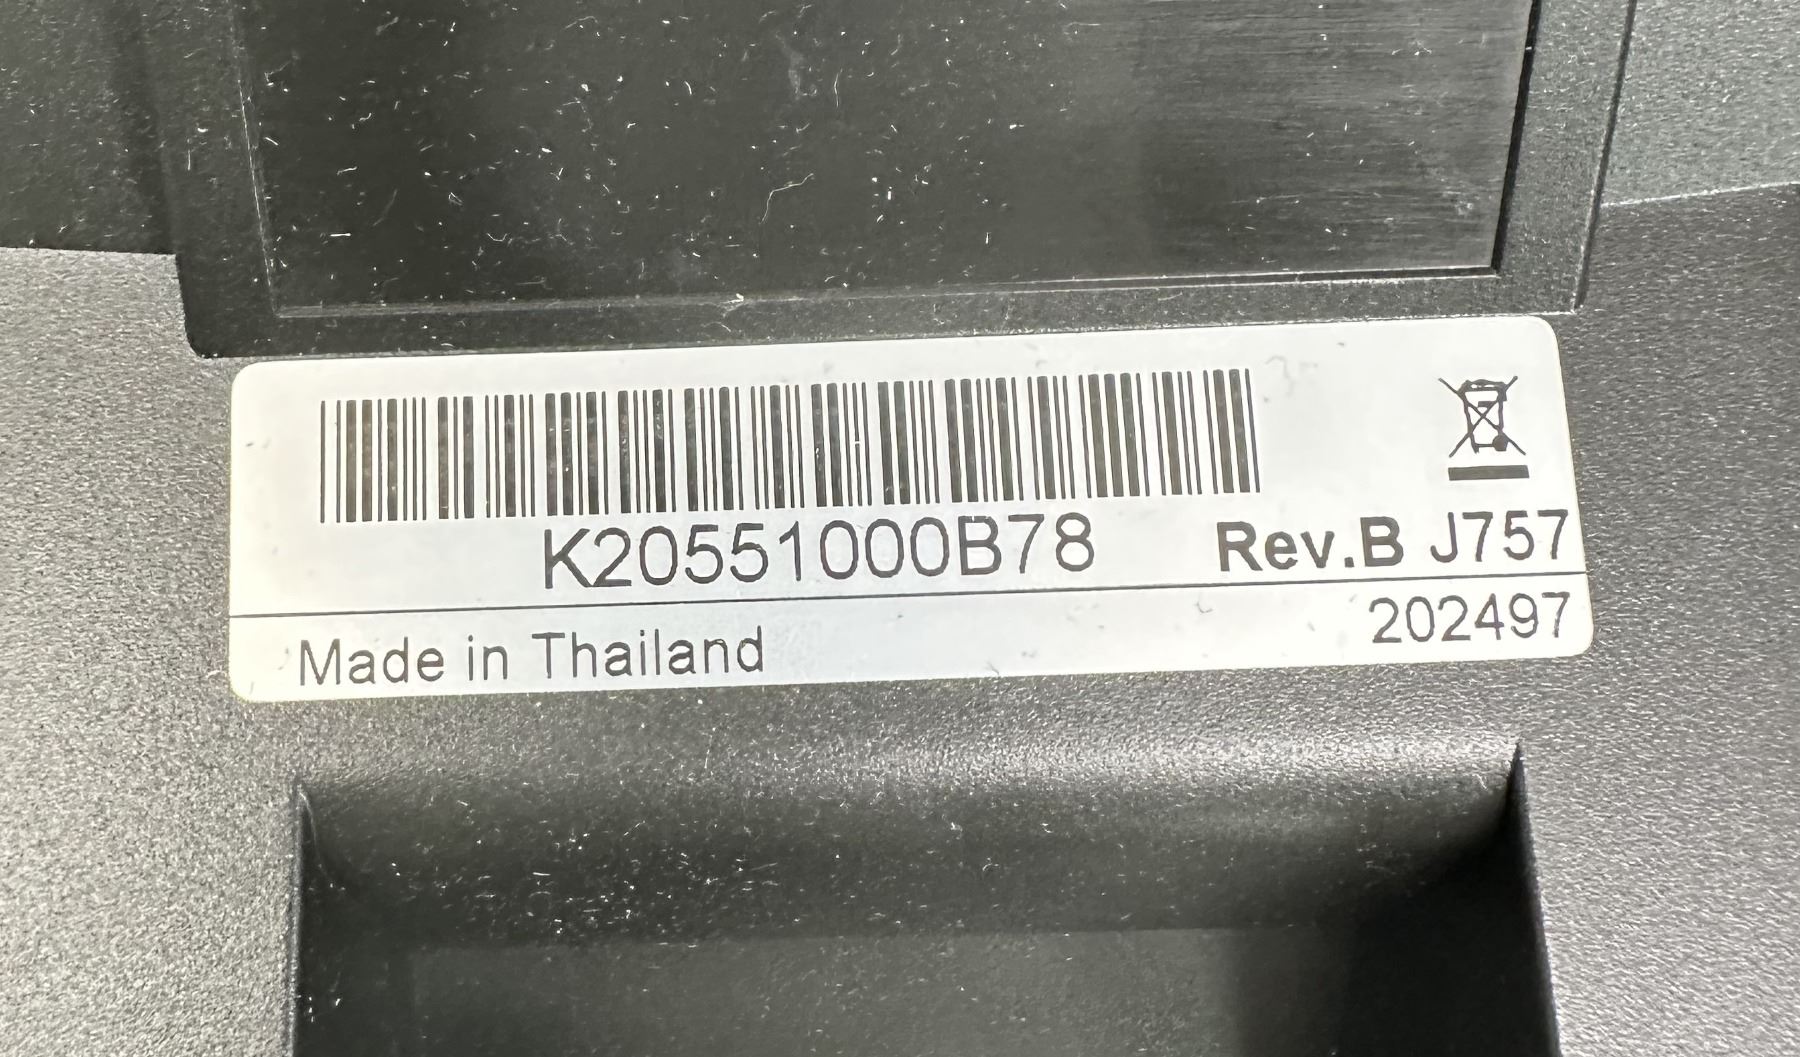 K20551000B78 Rev.B J757
Made in Thailand 202497